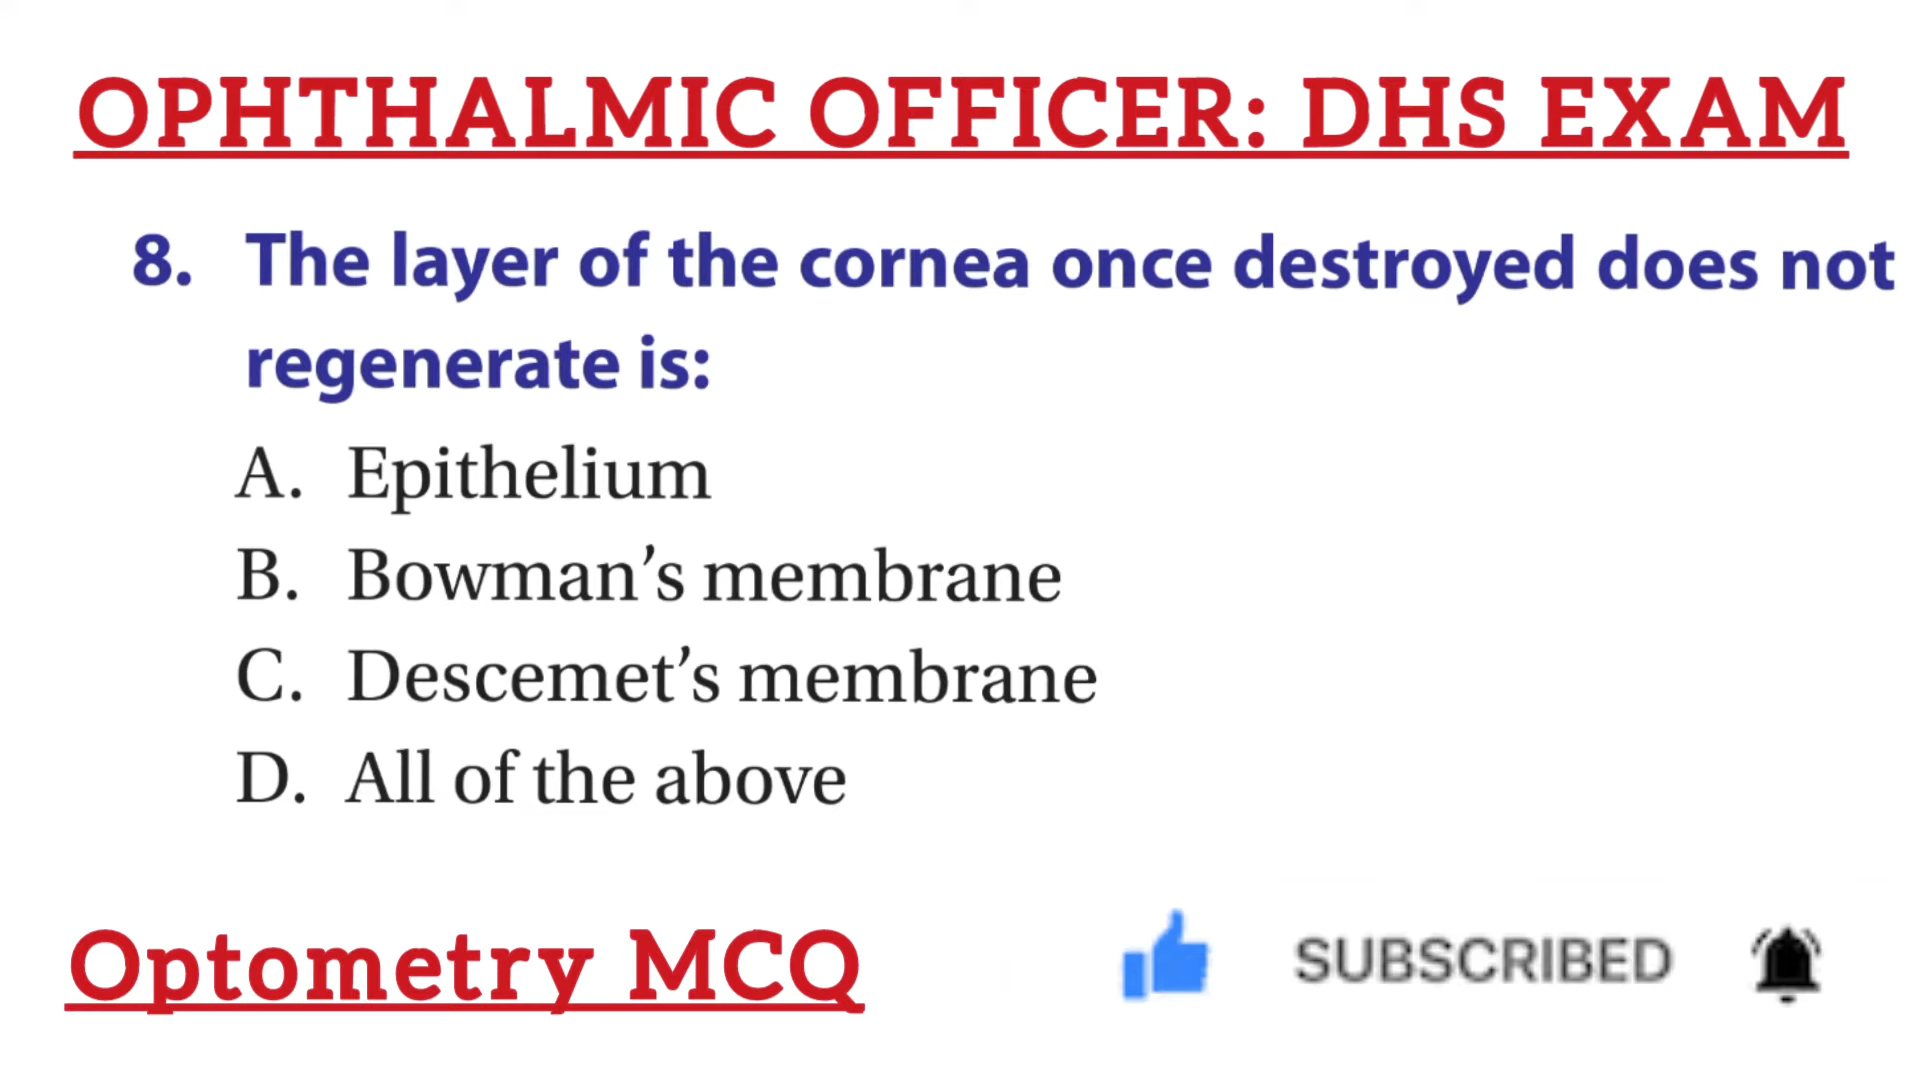 OPHTHALMIC OFFICER: DHS EXAM
8. The layer of the cornea once destroyed does not
regenerate is:
A. Epithelium
B. Bowman’s membrane
C. Descemet’s membrane
D. All of the above
Optometry MCQ
SUBSCRIBED